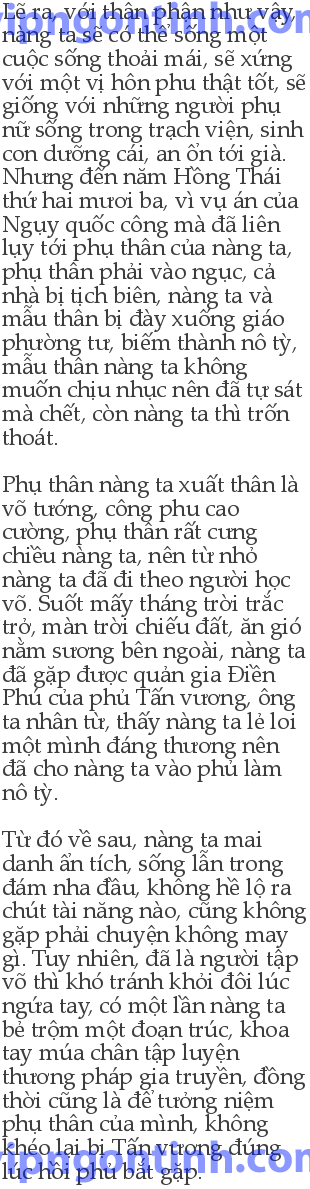 vipngontinh.com
Lẽ ra, với thân phận như vậy,
nàng ta sẽ có thể sống một
cuộc sống thoải mái, sẽ xứng
với một vị hôn phu thật tốt, sẽ
giống với những người phụ
nữ sống trong trạch viện, sinh
con dưỡng cái, an ổn tới già.
Nhưng đến năm Hồng Thái
thứ hai mươi ba, vì vụ án của
Ngụy quốc công mà đã liên
lụy tới phụ thân của nàng ta,
phụ thân phải vào ngục, cả
nhà bị tịch biên, nàng ta và
mẫu thân bị đày xuống giáo
phường tư, biếm thành nô tỳ,
mẫu thân nàng ta không
muốn chịu nhục nên đã tự sát
mà chết, còn nàng ta thì trốn
thoát.
Phụ thân nàng ta xuất thân là
võ tướng, công phu cao
cường, phụ thân rất cưng
chiều nàng ta, nên từ nhỏ
nàng ta đã đi theo người học
võ. Suốt mấy tháng trời trắc
trở, màn trời chiếu đất, ăn gió
nằm sương bên ngoài, nàng ta
đã gặp được quản gia Điền
Phú của phủ Tấn vương, ông
ta nhân từ, thấy nàng ta lẻ loi
một mình đáng thương nên
đã cho nàng ta vào phủ làm
nô tỳ.
Từ đó về sau, nàng ta mai
danh ẩn tích, sống lẫn trong
đám nha đầu, không hề lộ ra
chút tài năng nào, cũng không
gặp phải chuyện không may
gì. Tuy nhiên, đã là người tập
võ thì khó tránh khỏi đôi lúc
ngứa tay, có một lần nàng ta
bẻ trộm một đoạn trúc, khoa
tay múa chân tập luyện
thương pháp gia truyền, đồng
thời cũng là để tưởng niệm
phụ thân của mình, không
khéo lại bị Tấn vương đúng
lúc hồi phủ bắt gặp.
vipngontinh.com